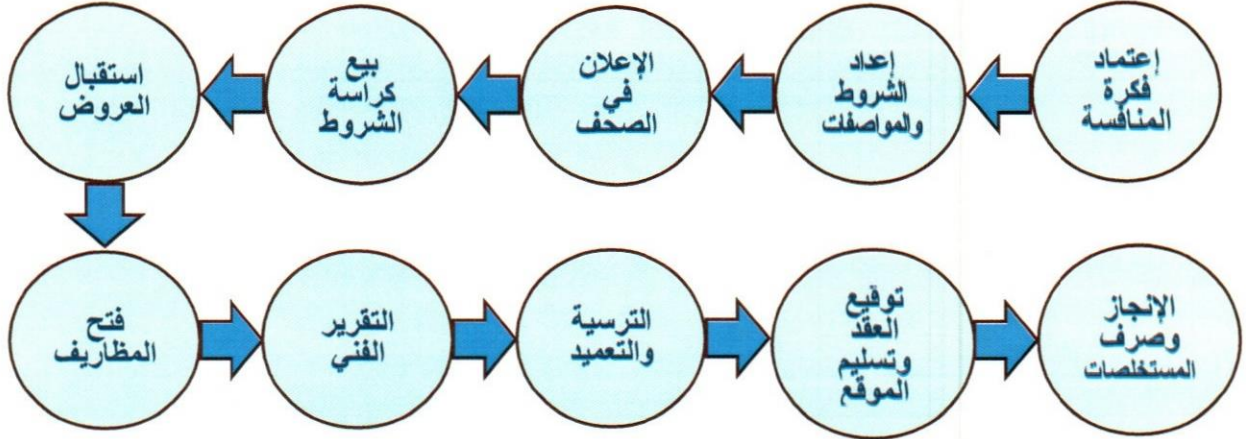 إعتماد
فكرة
المنافسة
إعداد
الشروط
والمواصفات
الإعلان
في
الصحف
بيع
كراسة
الشروط
استقبال
العروض
فتح
المظاريف
التقرير
الفني
الترسية
والتعميد
توقيع
العقد
وتسليم
الموقع
الإنجاز
وصرف
المستخلصات